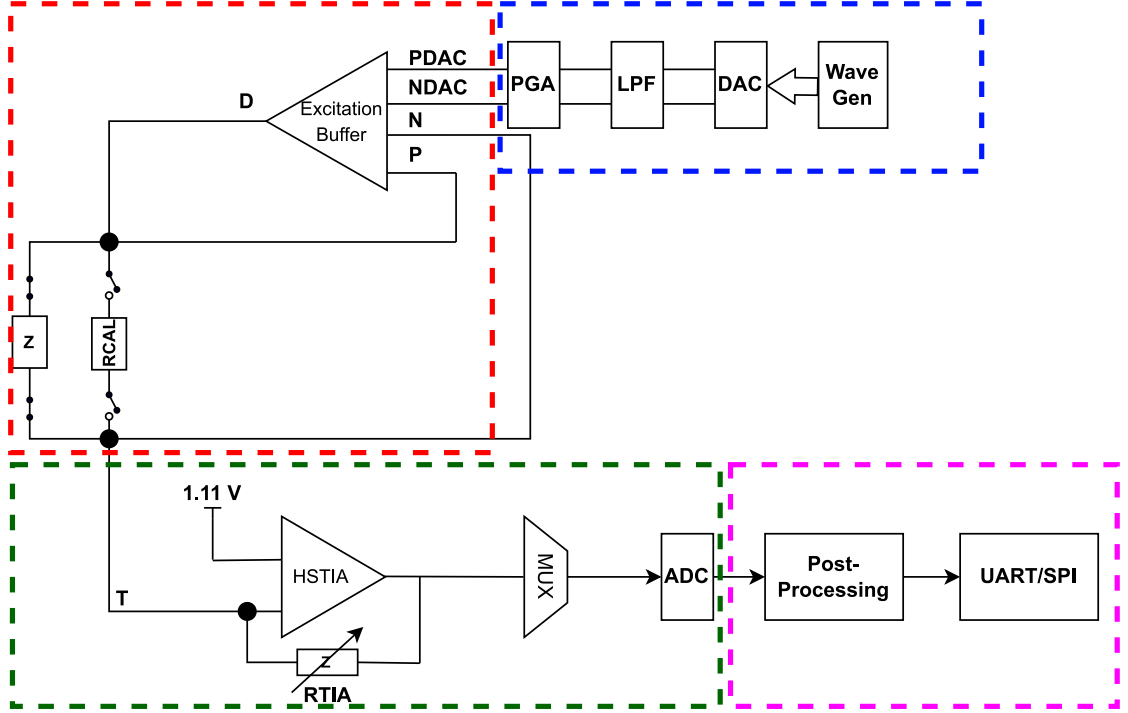 PDAC
NDAC
N
P
D
Excitation
Buffer
PGA
LPF
DAC
Wave
Gen
Z
RCAL
1.11 V
HSTIA
T
Z
RTIA
MUX
ADC
Post-
Processing
UART/SPI